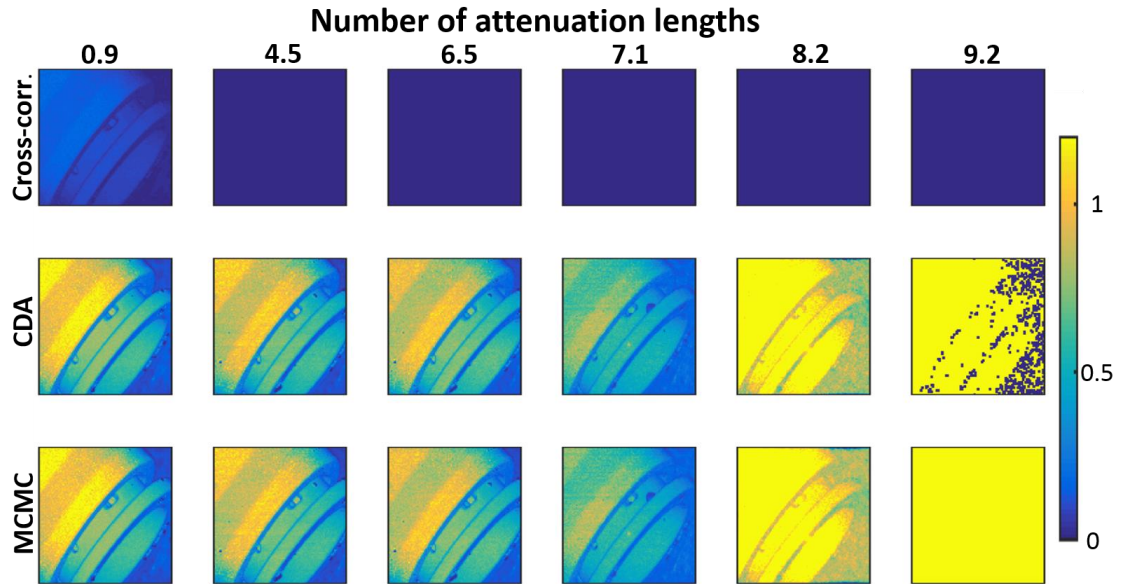 Number of attenuation lengths
0.9 4.5 6.5 7.1 8.2 9.2
Cross-corr.
CDA
MCMC
1
0.5
0